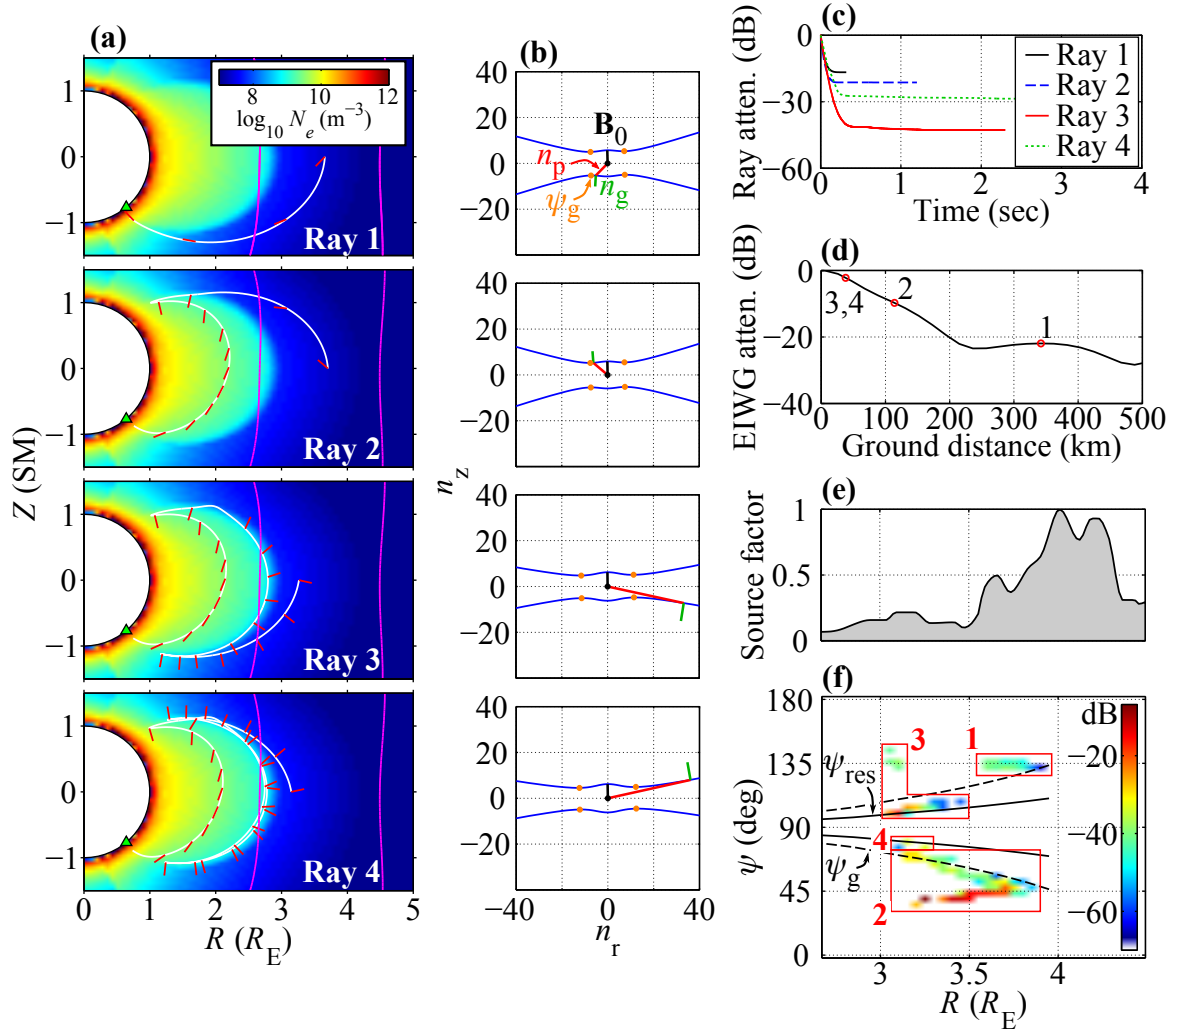 (a)
1
0
−1
8
10
12
log10 Ne (m−3)
Ray 1
1
0
−1
Ray 2
1
0
−1
Ray 3
1
0
−1
Ray 4
0
1
2
3
4
5
Z (SM)
R (RE)
(b)
40
20
0
−20
B0
np
ng
ψg
40
20
0
−20
40
20
0
−20
40
20
0
−20
−40
0
40
nz
nr
(c)
0
−30
−60
Ray atten. (dB)
Ray 1
Ray 2
Ray 3
Ray 4
0
1
2
3
4
Time (sec)
(d)
0
−20
−40
EIWG atten. (dB)
3,4
2
1
0
100
200
300
400
500
Ground distance (km)
(e)
1
0.5
0
Source factor
(f)
180
135
90
45
0
ψ (deg)
3
1
ψres
4
ψg
2
dB
−20
−40
−60
3
3.5
4
R (RE)